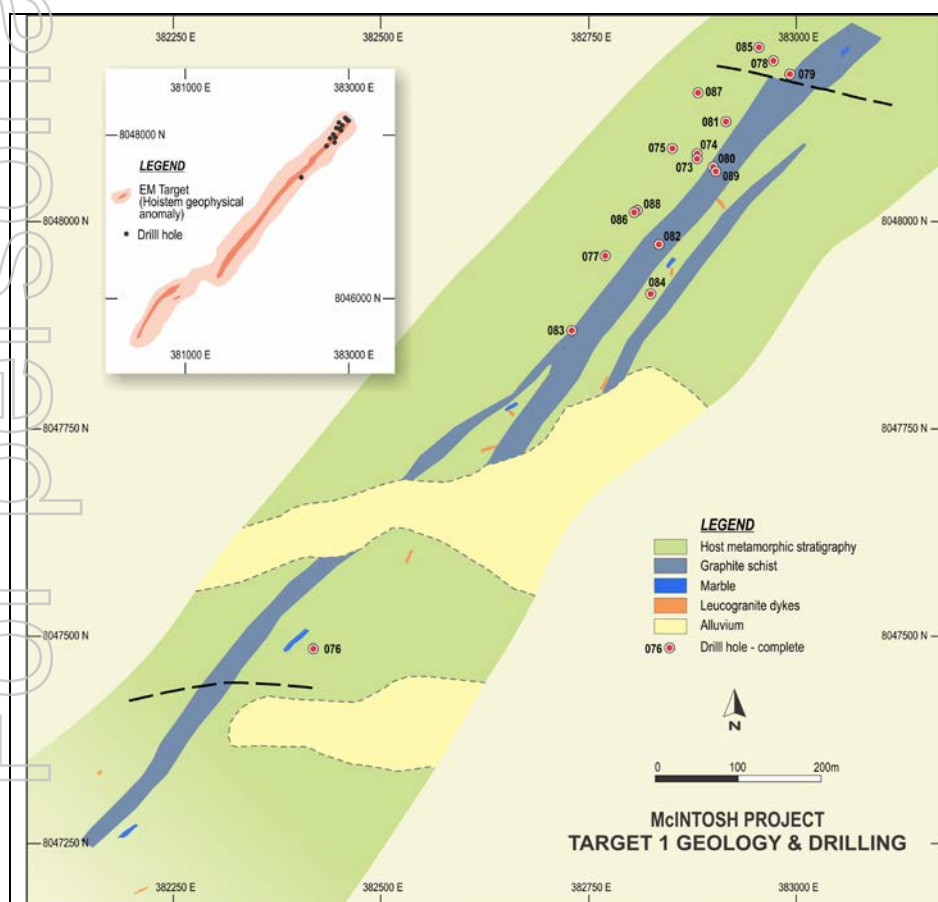 382250 E
382500 E
382750 E
383000 E
085
078
079
087
081
075
074
073
080
089
088
086
082
077
084
083
076
8048000 N
8048000 N
8047750 N
8047750 N
8047500 N
8047500 N
8047250 N
8047250 N
381000 E
383000 E
8048000 N
LEGEND
EM Target
(Hoistem geophysical
anomaly)
Drilll hole
8046000 N
381000 E
383000 E
LEGEND
Host metamorphic stratigraphy
Graphite schist
Marble
Leucogranite dykes
Alluvium
076
Drilll hole - complete
N
0
100
200m
McINTOSH PROJECT
TARGET 1 GEOLOGY & DRILLING
382250 E
382500 E
382750 E
383000 E